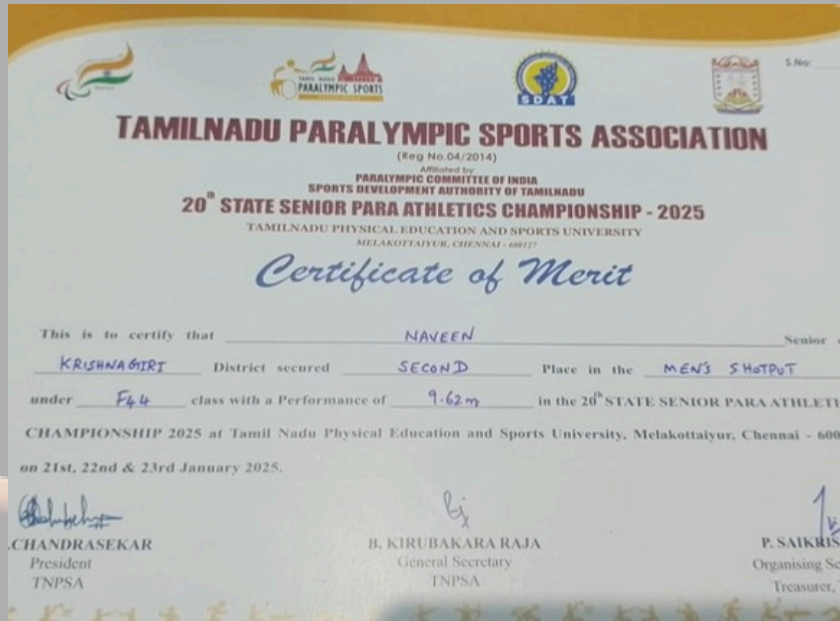 S.No:
TAMIL NADU
PARALYMPIC SPORTS
ASSOCIATION
SDAT
TAMILNADU PARALYMPIC SPORTS ASSOCIATION
(Reg No.04/2014)
Affiliated by
PARALYMPIC COMMITTEE OF INDIA
SPORTS DEVELOPMENT AUTHORITY OF TAMILNADU
20th STATE SENIOR PARA ATHLETICS CHAMPIONSHIP - 2025
TAMILNADU PHYSICAL EDUCATION AND SPORTS UNIVERSITY
MELAKOTTAIYUR, CHENNAI - 600127
Certificate of Merit
This is to certify that NAVEEN Senior
KRISHNAGIRI District secured SECOND Place in the MEN'S SHOTPUT
under F44 class with a Performance of 9.62m in the 20th STATE SENIOR PARA ATHLETI
CHAMPIONSHIP 2025 at Tamil Nadu Physical Education and Sports University, Melakottaiyur, Chennai - 600
on 21st, 22nd & 23rd January 2025.
.CHANDRASEKAR B. KIRUBAKARA RAJA P. SAIKRIS
President General Secretary Organising Se
TNPSA TNPSA Treasurer,